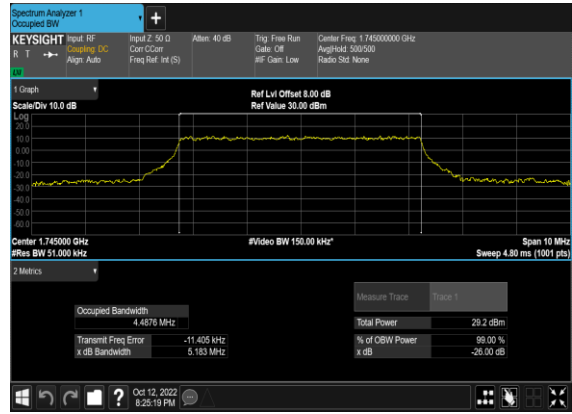 Spectrum Analyzer 1
Occupied BW
+
KEYSIGHT Input: RF Input Z: 50 Ω Atten: 40 dB Trig: Free Run Center Freq: 1.745000000 GHz
R T Coupling: DC Corr CCorr Gate: Off Avg|Hold: 500/500
Align: Auto Freq Ref: Int (S) #IF Gain: Low Radio Std: None
LW
1 Graph
Ref Lvl Offset 8.00 dB
Scale/Div 10.0 dB Ref Value 30.00 dBm
Log
20.0
10.0
0.00
-10.0
-20.0
-30.0
-40.0
-50.0
-60.0
Center 1.745000 GHz #Video BW 150.00 kHz* Span 10 MHz
#Res BW 51.000 kHz Sweep 4.80 ms (1001 pts)
2 Metrics
Measure Trace Trace 1
Occupied Bandwidth
4.4876 MHz Total Power 29.2 dBm
Transmit Freq Error -11.405 kHz % of OBW Power 99.00 %
x dB Bandwidth 5.183 MHz x dB -26.00 dB
? Oct 12, 2022
8:25:19 PM